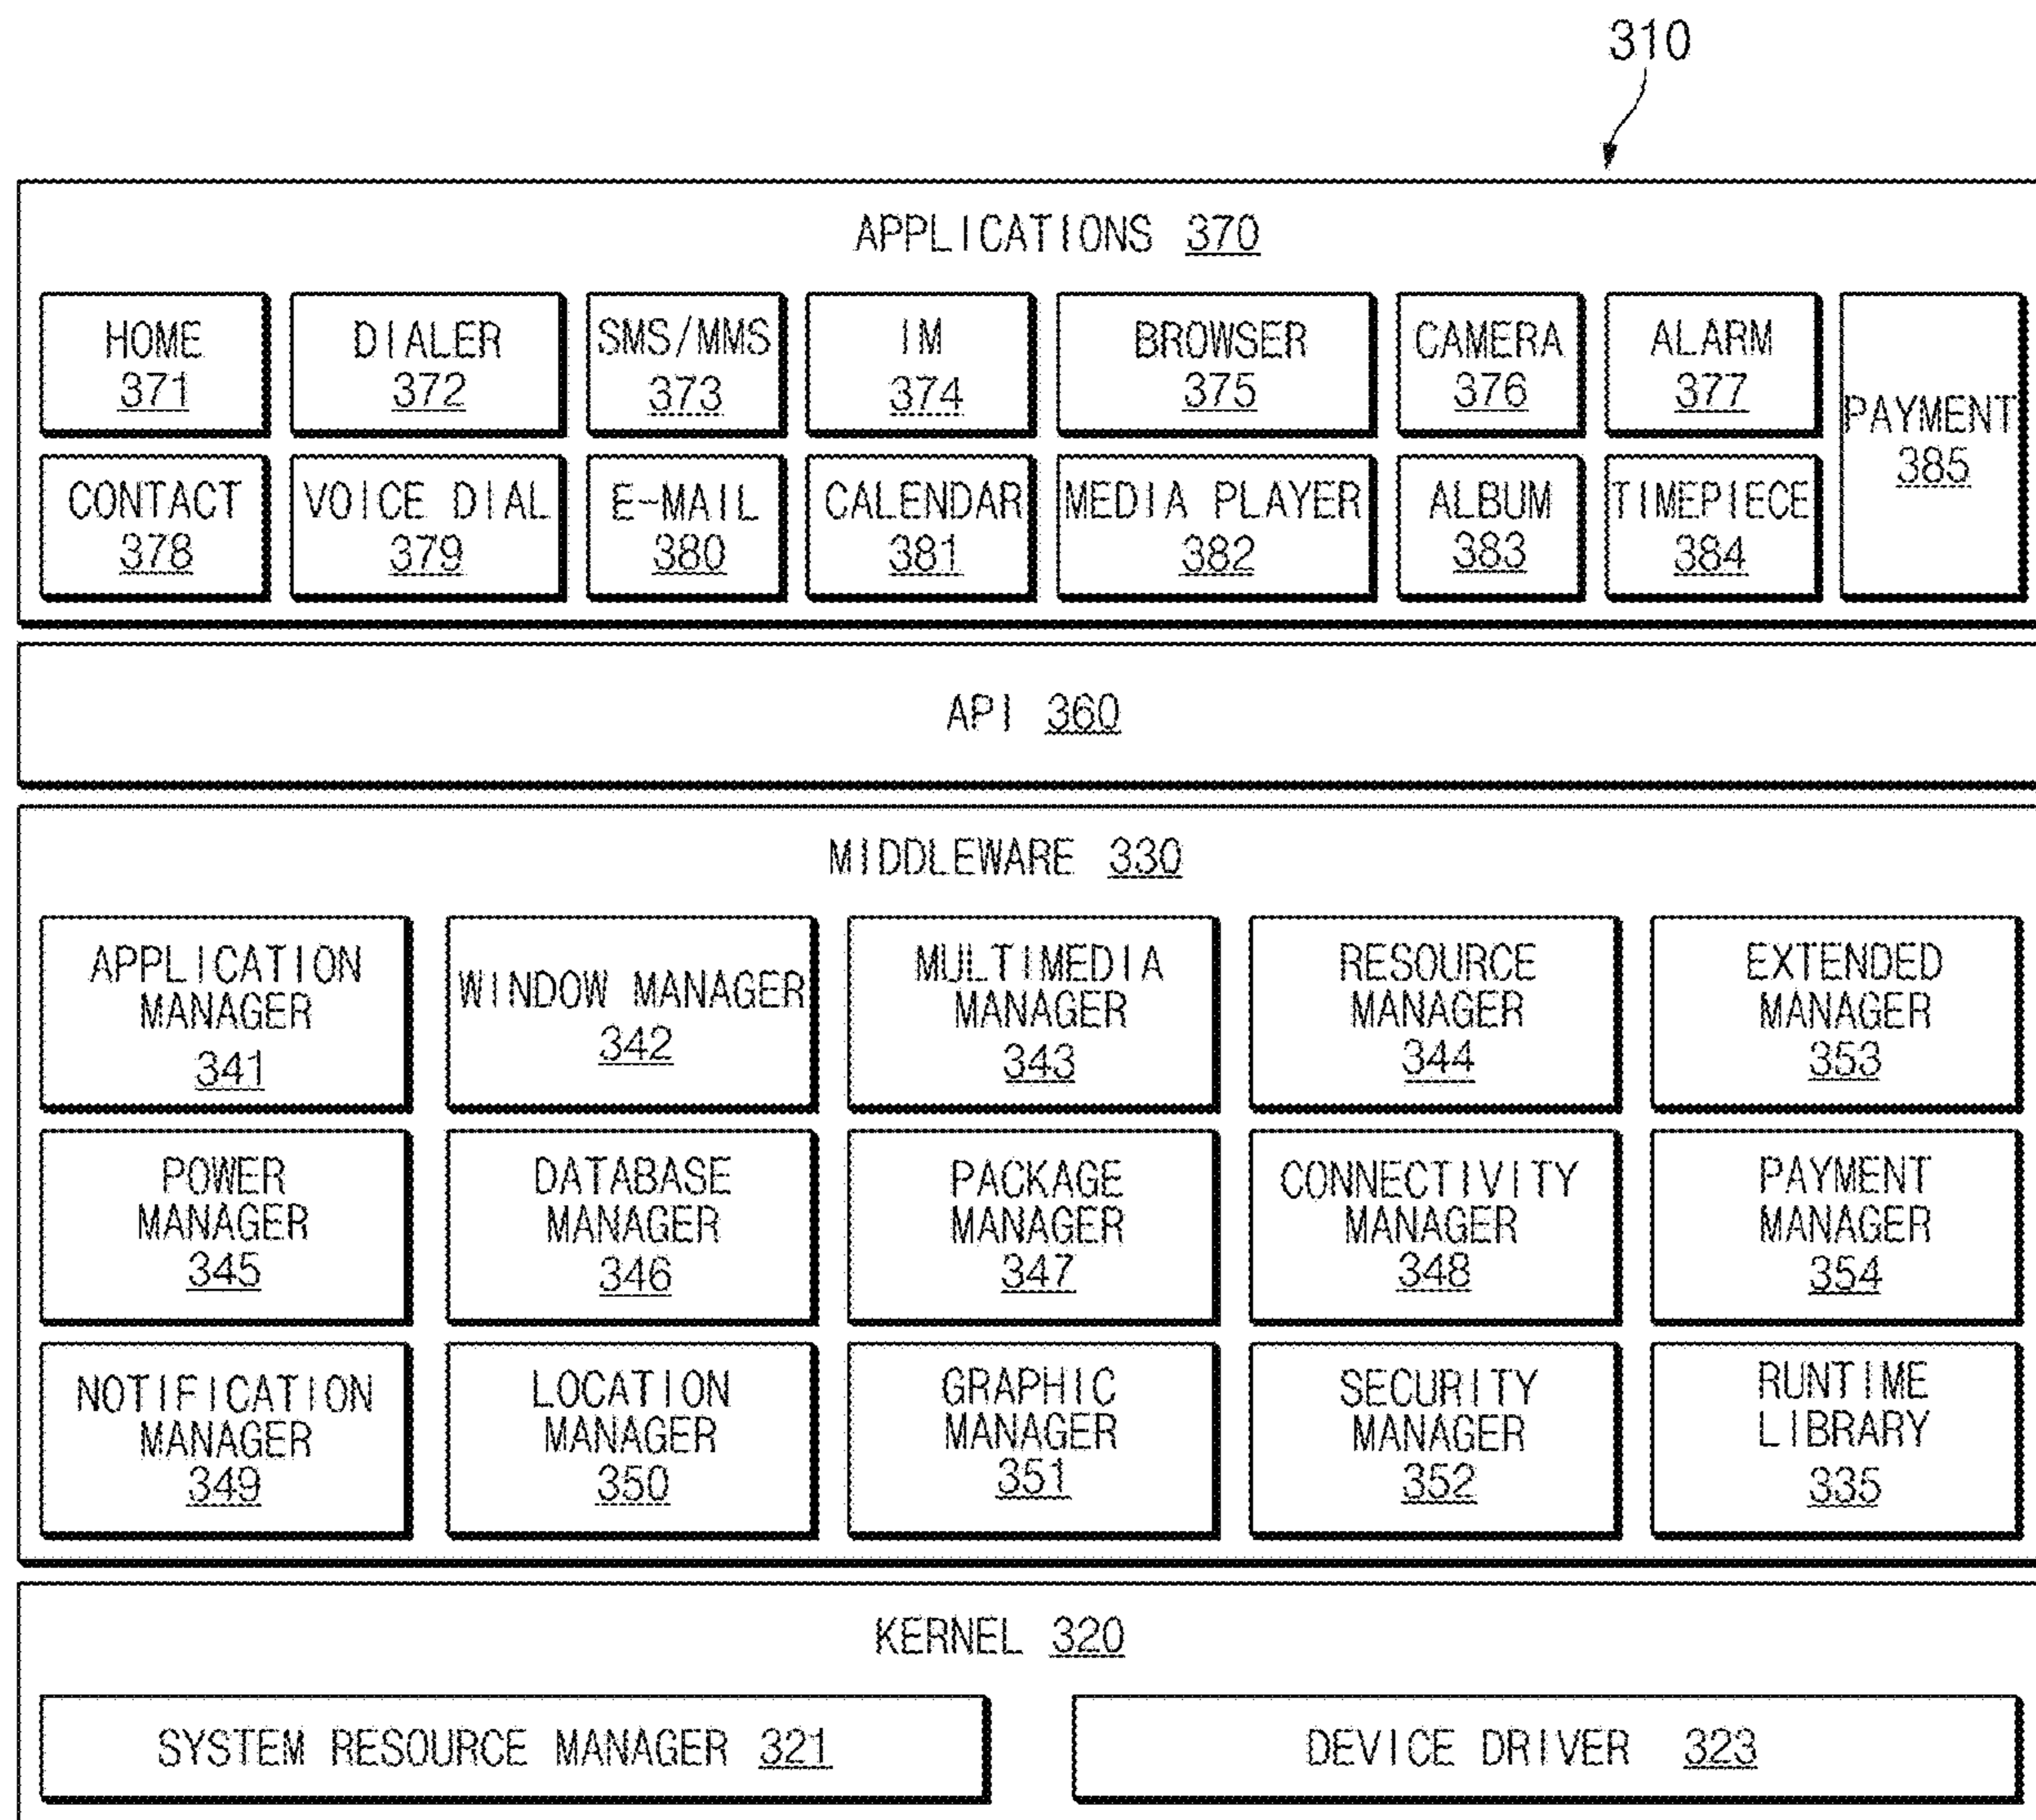 310
APPLICATIONS 370
HOME
371
DIALER
372
SMS/MMS
373
IM
374
BROWSER
375
CAMERA
376
ALARM
377
PAYMENT
385
CONTACT
378
VOICE DIAL
379
E-MAIL
380
CALENDAR
381
MEDIA PLAYER
382
ALBUM
383
TIMEPIECE
384
API 360
MIDDLEWARE 330
APPLICATION
MANAGER
341
WINDOW MANAGER
342
MULTIMEDIA
MANAGER
343
RESOURCE
MANAGER
344
EXTENDED
MANAGER
353
POWER
MANAGER
345
DATABASE
MANAGER
346
PACKAGE
MANAGER
347
CONNECTIVITY
MANAGER
348
PAYMENT
MANAGER
354
NOTIFICATION
MANAGER
349
LOCATION
MANAGER
350
GRAPHIC
MANAGER
351
SECURITY
MANAGER
352
RUNTIME
LIBRARY
335
KERNEL 320
SYSTEM RESOURCE MANAGER 321
DEVICE DRIVER 323